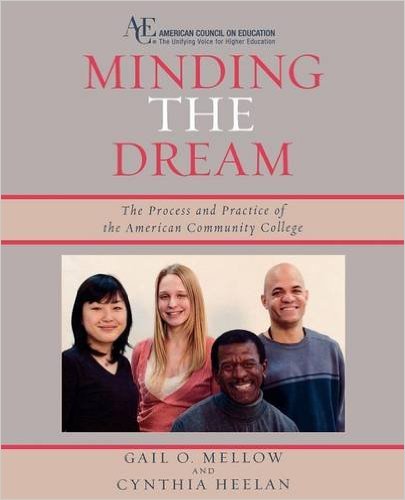 ACE AMERICAN COUNCIL ON EDUCATION
The Unifying Voice for Higher Education
MINDING
THE
DREAM
The Process and Practice of
the American Community College
GAIL O. MELLOW
AND
CYNTHIA HEELAN